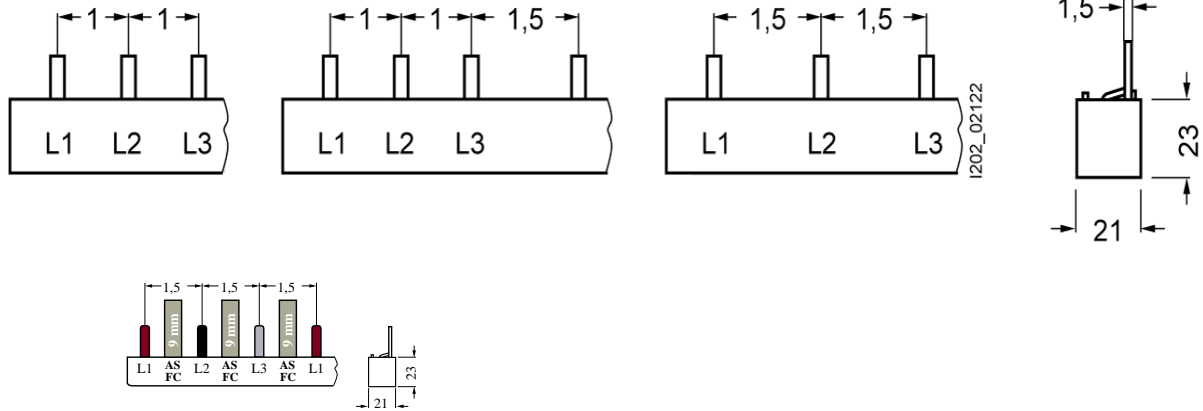 1 1
L1 L2 L3
1 1 1,5
L1 L2 L3
1,5 1,5
L1 L2 L3
I202_02122
1,5
23
21
1,5 1,5 1,5
9 mm 9 mm 9 mm
L1 AS L2 AS L3 AS L1
FC FC FC
23
21